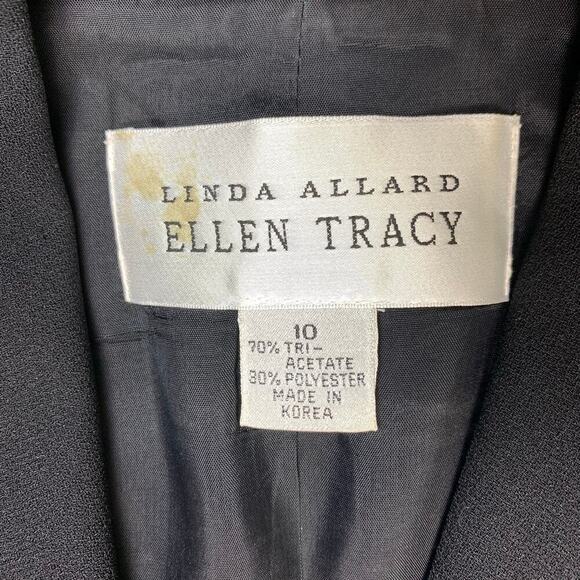 LINDA ALLARD
ELLEN TRACY
10
70% TRI-
ACETATE
30% POLYESTER
MADE IN
KOREA